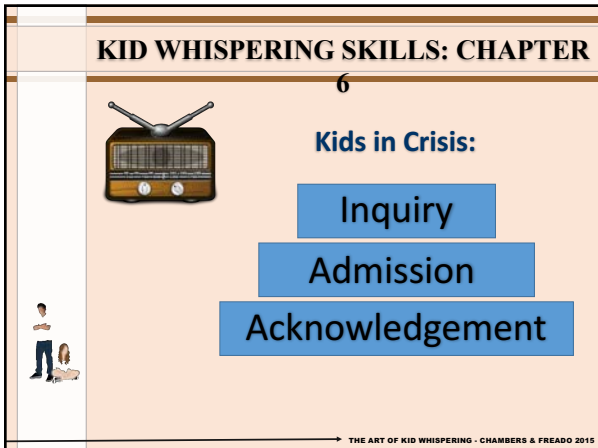 KID WHISPERING SKILLS: CHAPTER
6
Kids in Crisis:
Inquiry
Admission
Acknowledgement
THE ART OF KID WHISPERING - CHAMBERS & FREADO 2015